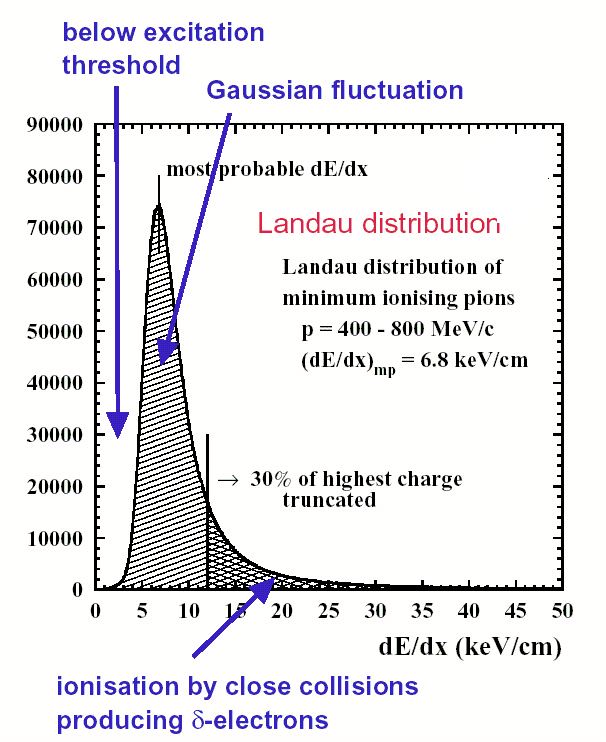 below excitation
threshold
Gaussian fluctuation
90000
80000
70000
60000
50000
40000
30000
20000
10000
0
most probable dE/dx
Landau distribution
Landau distribution of
minimum ionising pions
p = 400 - 800 MeV/c
(dE/dx)mp = 6.8 keV/cm
→ 30% of highest charge
truncated
0 5 10 15 20 25 30 35 40 45 50
dE/dx (keV/cm)
ionisation by close collisions
producing δ-electrons